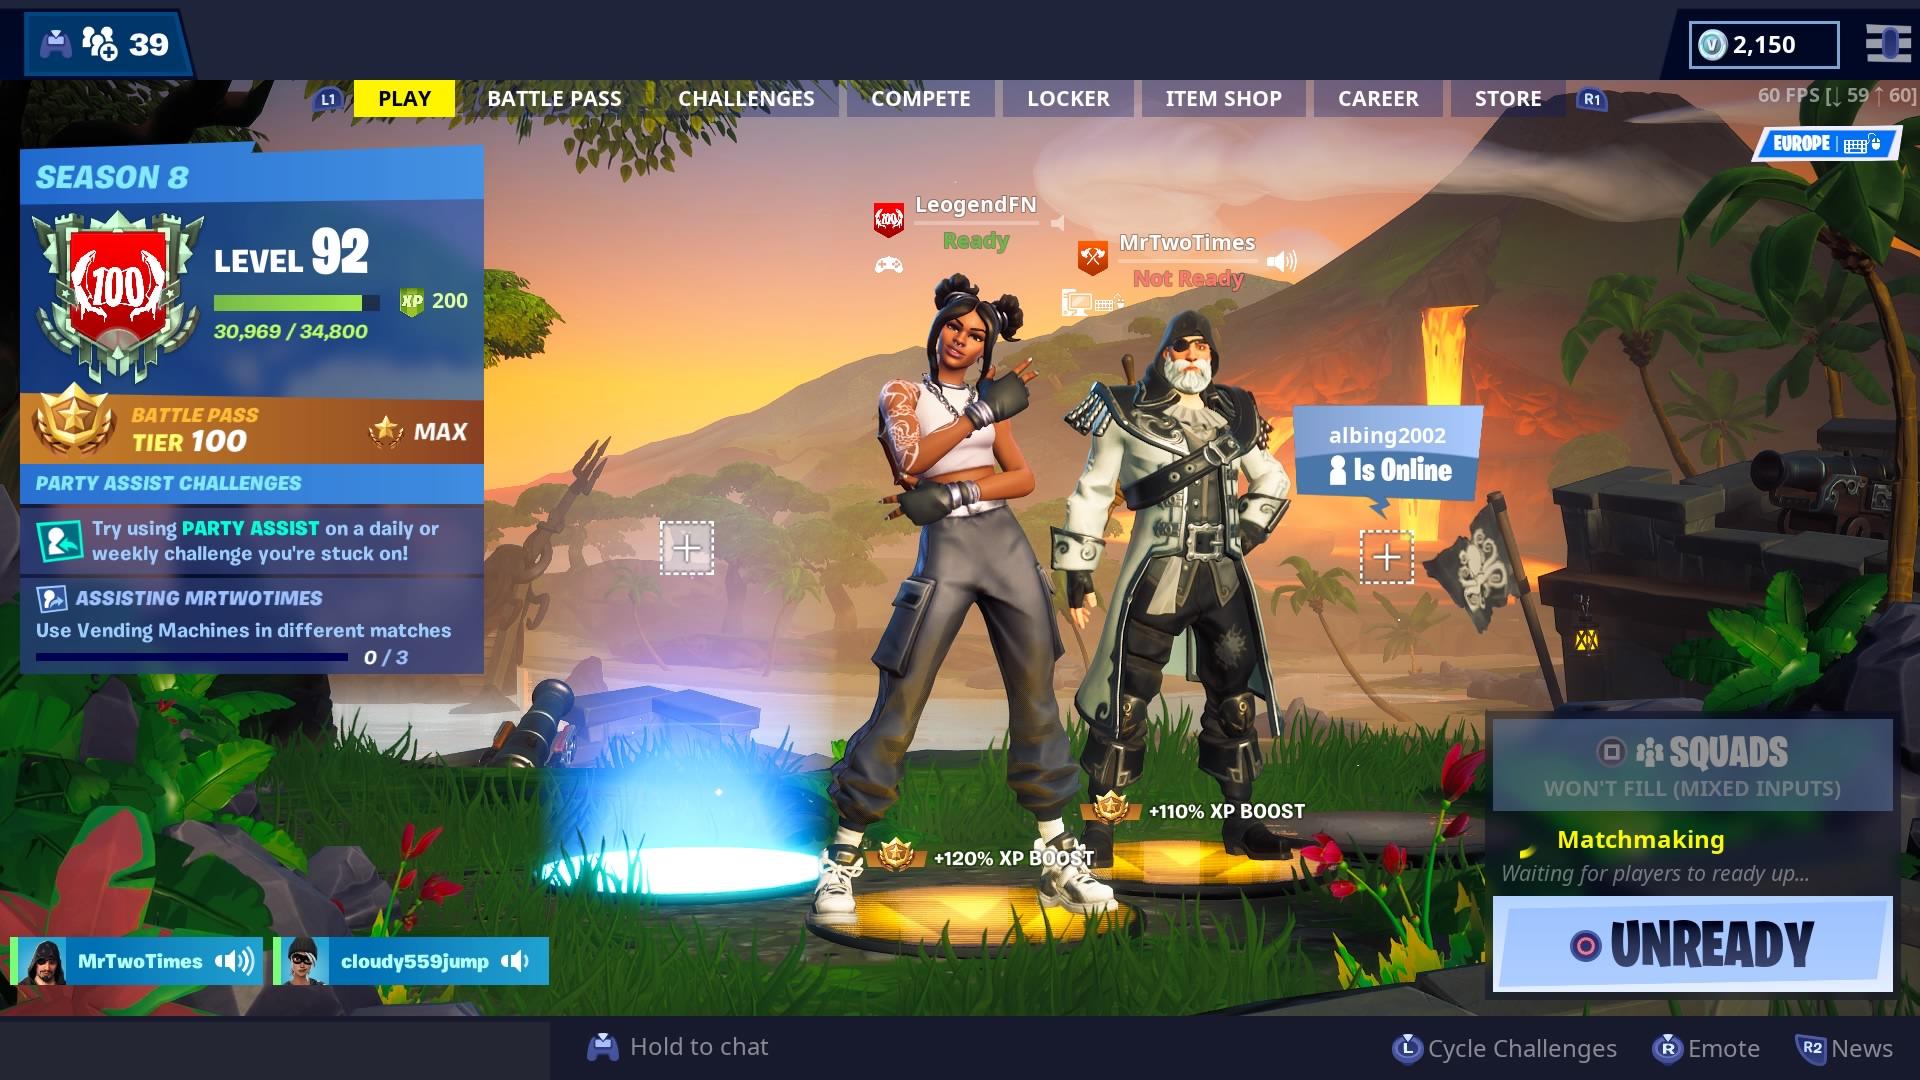 39
2,150
L1 PLAY BATTLE PASS CHALLENGES COMPETE LOCKER ITEM SHOP CAREER STORE R1
60 FPS [↓ 59 ↑ 60]
EUROPE
SEASON 8
100
LEVEL 92
XP 200
30,969 / 34,800
BATTLE PASS
TIER 100
MAX
PARTY ASSIST CHALLENGES
Try using PARTY ASSIST on a daily or
weekly challenge you're stuck on!
ASSISTING MRTWOTIMES
Use Vending Machines in different matches
0 / 3
100
LeogendFN
Ready
MrTwoTimes
Not Ready
albing2002
Is Online
+110% XP BOOST
+120% XP BOOST
SQUADS
WON'T FILL (MIXED INPUTS)
Matchmaking
Waiting for players to ready up...
UNREADY
MrTwoTimes
cloudy559jump
Hold to chat
L Cycle Challenges
R Emote
R2 News